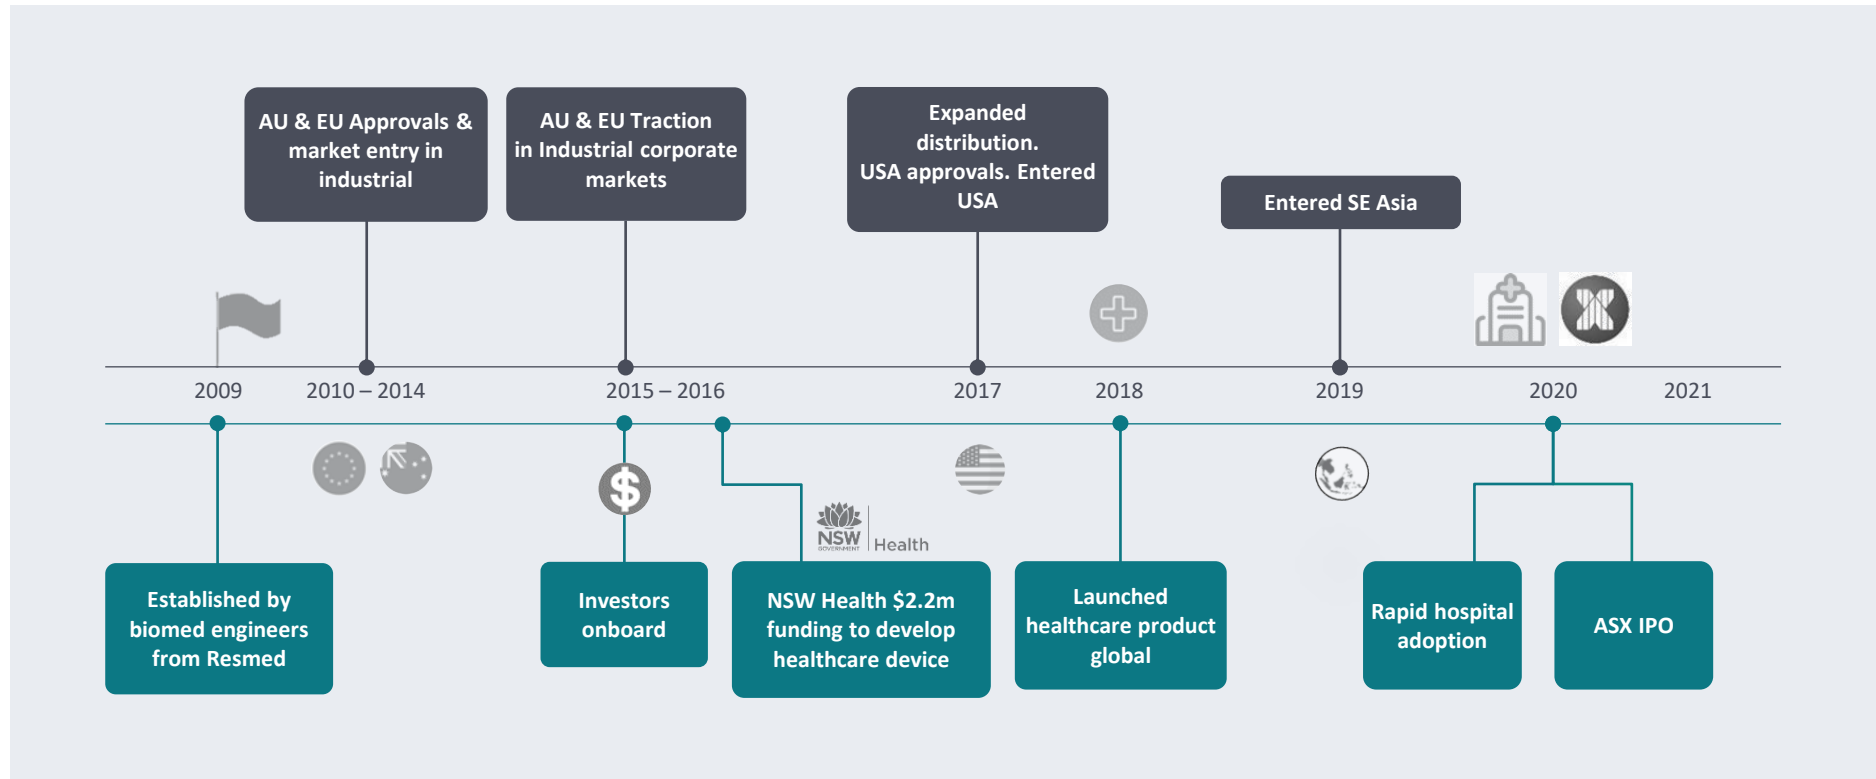 AU & EU Approvals &
market entry in
industrial
AU & EU Traction
in Industrial corporate
markets
Expanded
distribution.
USA approvals. Entered
USA
Entered SE Asia
2009
2010 – 2014
2015 – 2016
2017
2018
2019
2020
2021
$
NSW
GOVERNMENT
Health
Established by
biomed engineers
from Resmed
Investors
onboard
NSW Health $2.2m
funding to develop
healthcare device
Launched
healthcare product
global
Rapid hospital
adoption
ASX IPO